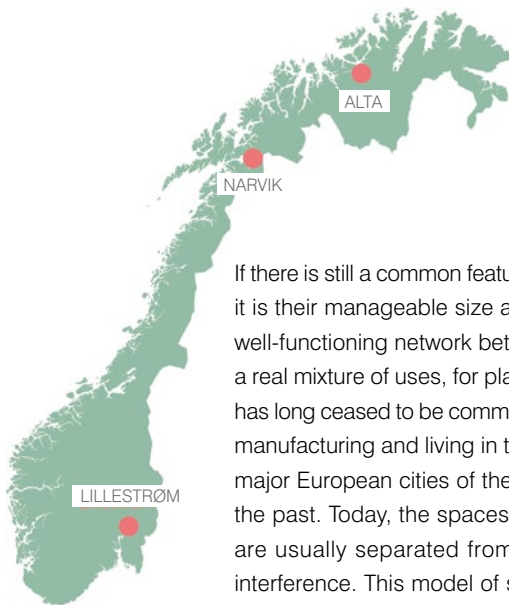 ALTA
NARVIK
If there is still a common featu
it is their manageable size a
well-functioning network bet
a real mixture of uses, for pla
has long ceased to be comm
manufacturing and living in t
major European cities of the
the past. Today, the spaces
are usually separated from
interference. This model of s
LILLESTRØM